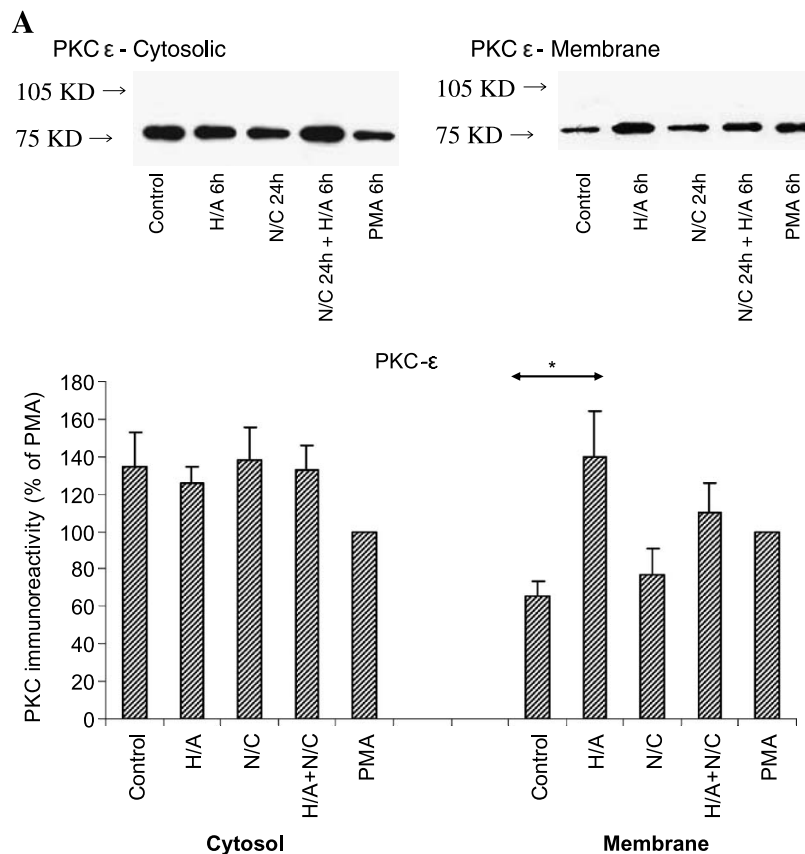 A
PKC ε - Cytosolic
105 KD →
75 KD →
Control
H/A 6h
N/C 24h
N/C 24h + H/A 6h
PMA 6h
PKC ε - Membrane
105 KD →
75 KD →
Control
H/A 6h
N/C 24h
N/C 24h + H/A 6h
PMA 6h
PKC-ε
*
PKC immunoreactivity (% of PMA)
180
160
140
120
100
80
60
40
20
0
Control
H/A
N/C
H/A+N/C
PMA
Control
H/A
N/C
H/A+N/C
PMA
Cytosol
Membrane